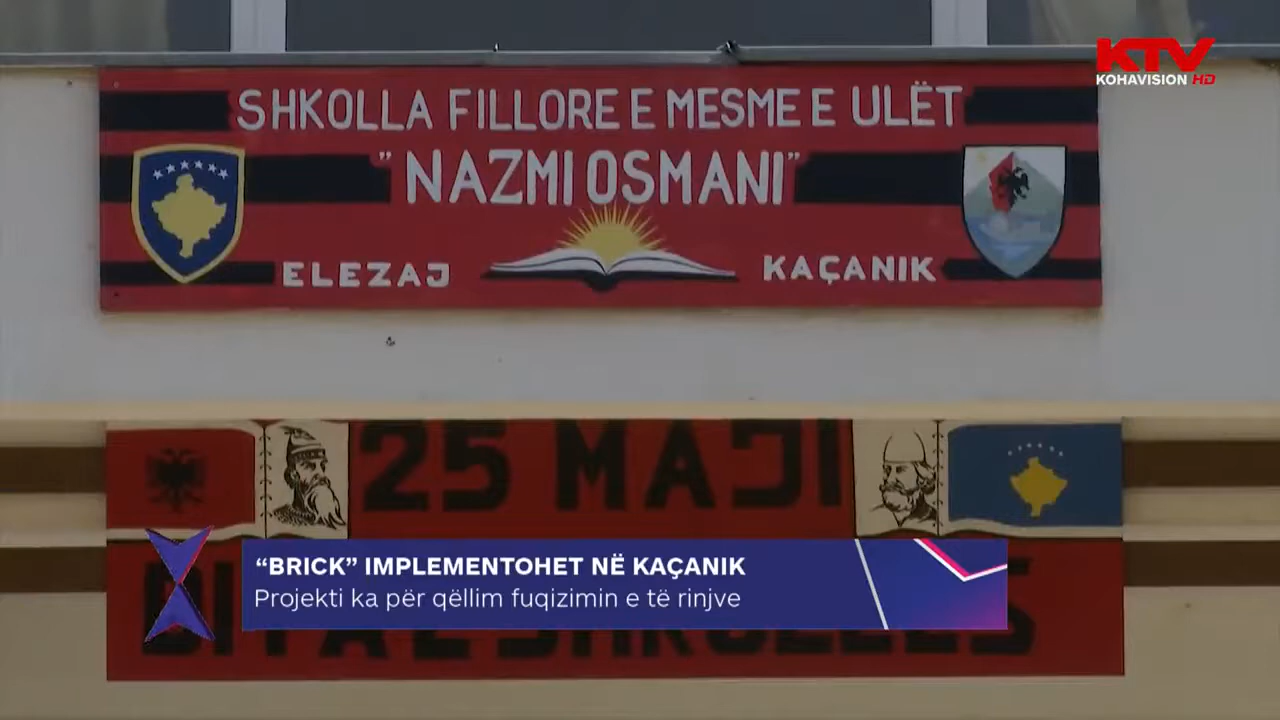 KTV
KOHAVISION HD
SHKOLLA FILLORE E MESME E ULËT
"NAZMI OSMANI"
ELEZAJ
KAÇANIK
25 MAJI
“BRICK” IMPLEMENTOHET NË KAÇANIK
Projekti ka për qëllim fuqizimin e të rinjve